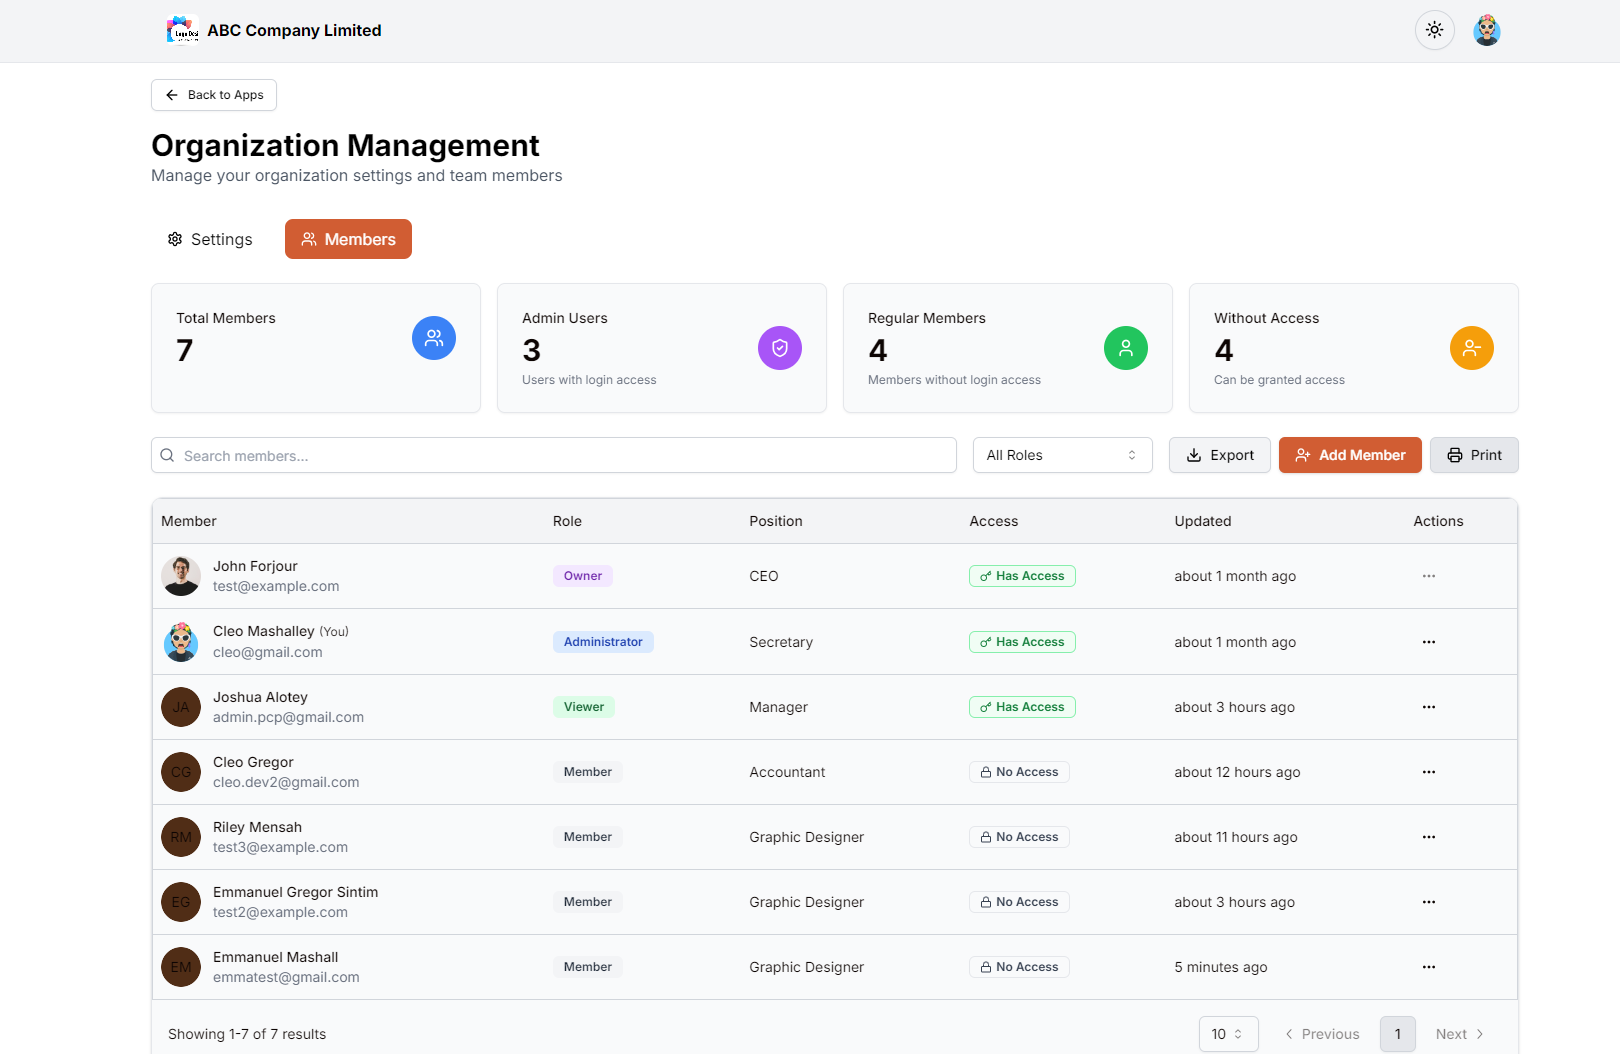 ABC Company Limited
Back to Apps
Organization Management
Manage your organization settings and team members
Settings
Members
Total Members
7
Admin Users
3
Users with login access
Regular Members
4
Members without login access
Without Access
4
Can be granted access
Search members...
All Roles
Export
Add Member
Print
Member Role Position Access Updated Actions
John Forjour
test@example.com
Owner
CEO
Has Access
about 1 month ago
Cleo Mashalley (You)
cleo@gmail.com
Administrator
Secretary
Has Access
about 1 month ago
JA
Joshua Alotey
admin.pcp@gmail.com
Viewer
Manager
Has Access
about 3 hours ago
CG
Cleo Gregor
cleo.dev2@gmail.com
Member
Accountant
No Access
about 12 hours ago
RM
Riley Mensah
test3@example.com
Member
Graphic Designer
No Access
about 11 hours ago
EG
Emmanuel Gregor Sintim
test2@example.com
Member
Graphic Designer
No Access
about 3 hours ago
EM
Emmanuel Mashall
emmatest@gmail.com
Member
Graphic Designer
No Access
5 minutes ago
Showing 1-7 of 7 results
10
Previous
1
Next